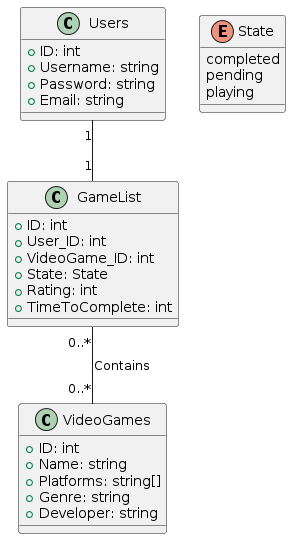 C Users
+ ID: int
+ Username: string
+ Password: string
+ Email: string
E State
completed
pending
playing
1
1
C GameList
+ ID: int
+ User_ID: int
+ VideoGame_ID: int
+ State: State
+ Rating: int
+ TimeToComplete: int
0..*
Contains
0..*
C VideoGames
+ ID: int
+ Name: string
+ Platforms: string[]
+ Genre: string
+ Developer: string